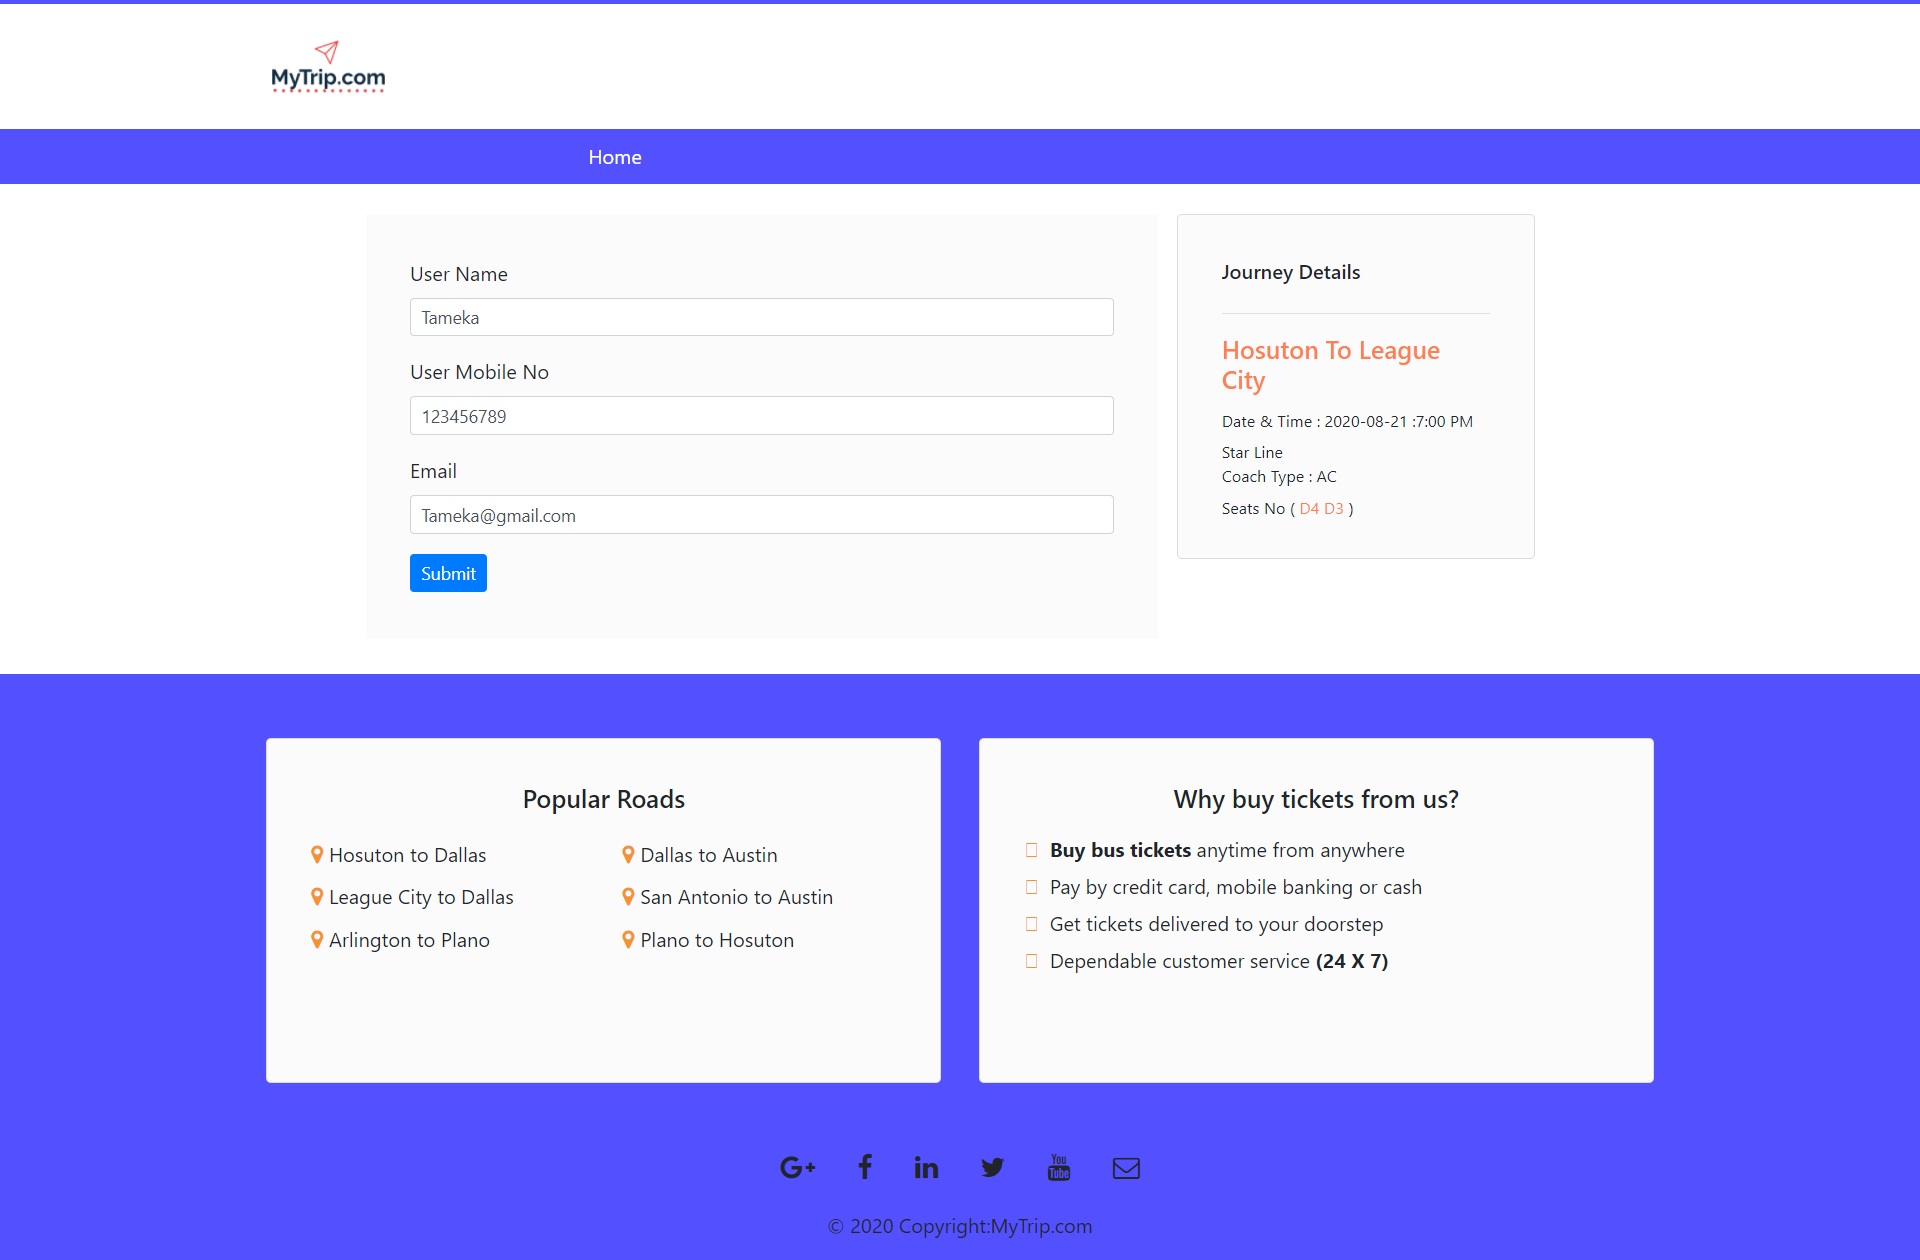 MyTrip.com
Home
User Name
Tameka
User Mobile No
123456789
Email
Tameka@gmail.com
Submit
Journey Details
Hosuton To League
City
Date & Time : 2020-08-21 :7:00 PM
Star Line
Coach Type : AC
Seats No ( D4 D3 )
Popular Roads
Hosuton to Dallas
Dallas to Austin
League City to Dallas
San Antonio to Austin
Arlington to Plano
Plano to Hosuton
Why buy tickets from us?
Buy bus tickets anytime from anywhere
Pay by credit card, mobile banking or cash
Get tickets delivered to your doorstep
Dependable customer service (24 X 7)
G+ f in You Tube
© 2020 Copyright:MyTrip.com